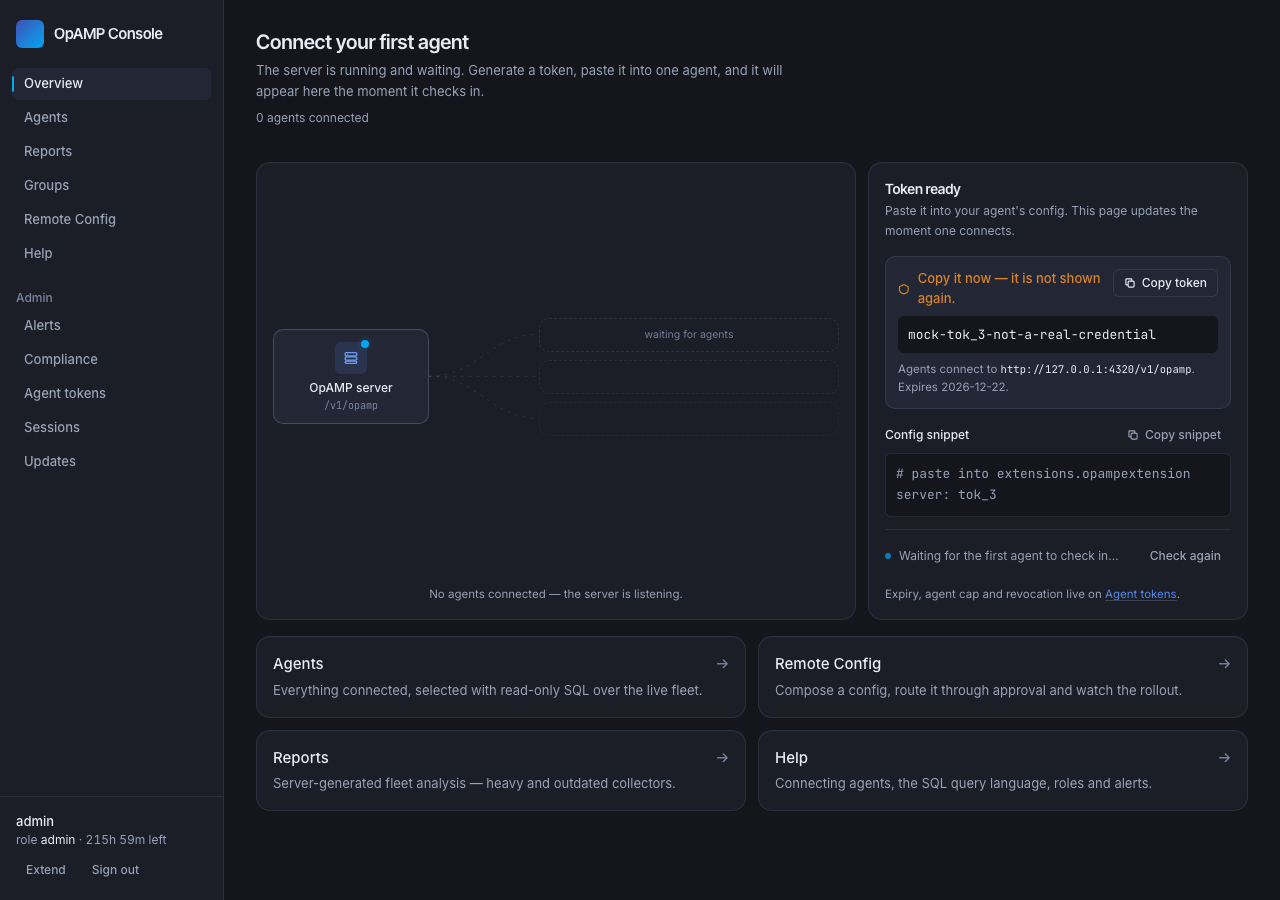 OpAMP Console
Overview
Agents
Reports
Groups
Remote Config
Help
Admin
Alerts
Compliance
Agent tokens
Sessions
Updates
admin
role admin · 215h 59m left
Extend
Sign out
Connect your first agent
The server is running and waiting. Generate a token, paste it into one agent, and it will
appear here the moment it checks in.
0 agents connected
OpAMP server
/v1/opamp
waiting for agents
No agents connected — the server is listening.
Token ready
Paste it into your agent's config. This page updates the
moment one connects.
Copy it now — it is not shown
again.
Copy token
mock-tok_3-not-a-real-credential
Agents connect to http://127.0.0.1:4320/v1/opamp.
Expires 2026-12-22.
Config snippet
Copy snippet
# paste into extensions.opampextension
server: tok_3
Waiting for the first agent to check in…
Check again
Expiry, agent cap and revocation live on Agent tokens.
Agents
Everything connected, selected with read-only SQL over the live fleet.
Remote Config
Compose a config, route it through approval and watch the rollout.
Reports
Server-generated fleet analysis — heavy and outdated collectors.
Help
Connecting agents, the SQL query language, roles and alerts.